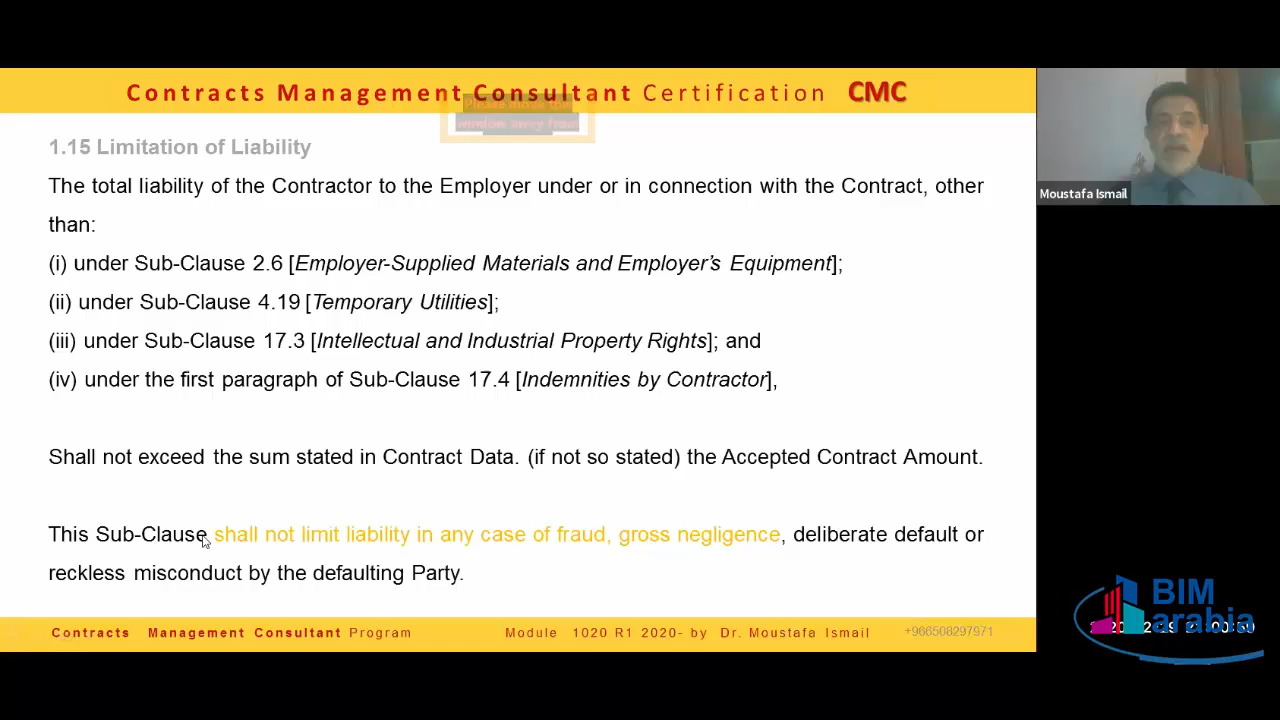 Contracts Management Consultant Certification CMC
Please move the
window away from
1.15 Limitation of Liability
The total liability of the Contractor to the Employer under or in connection with the Contract, other
than:
(i) under Sub-Clause 2.6 [Employer-Supplied Materials and Employer's Equipment];
(ii) under Sub-Clause 4.19 [Temporary Utilities];
(iii) under Sub-Clause 17.3 [Intellectual and Industrial Property Rights]; and
(iv) under the first paragraph of Sub-Clause 17.4 [Indemnities by Contractor],
Shall not exceed the sum stated in Contract Data. (if not so stated) the Accepted Contract Amount.
This Sub-Clause shall not limit liability in any case of fraud, gross negligence, deliberate default or
reckless misconduct by the defaulting Party.
Contracts Management Consultant Program
Module 1020 R1 2020- by Dr. Moustafa Ismail
+966508297971
Moustafa Ismail
BIM
arabia